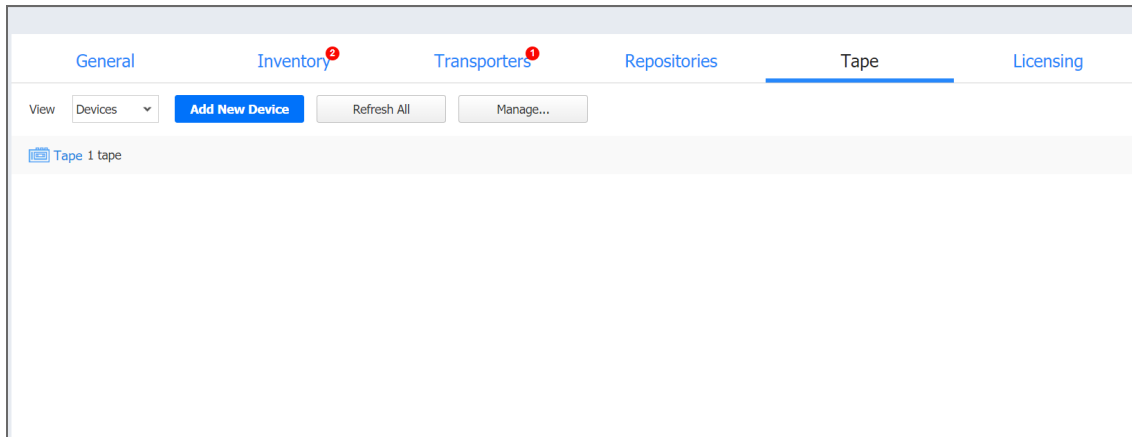 General Inventory 2 Transporters 1 Repositories Tape Licensing
View Devices Add New Device Refresh All Manage...
Tape 1 tape